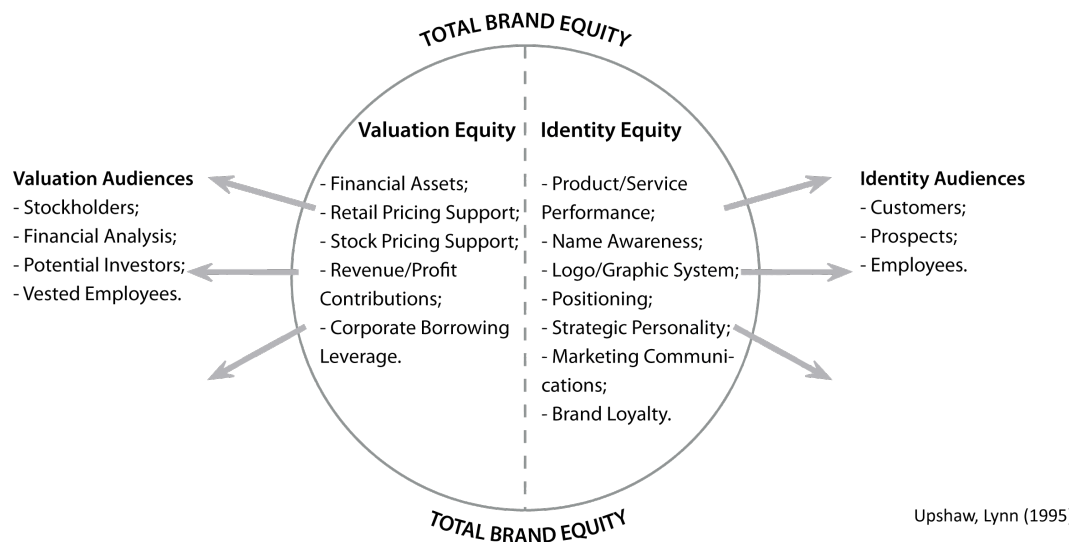 TOTAL BRAND EQUITY
Valuation Equity
Identity Equity
Valuation Audiences
- Stockholders;
- Financial Analysis;
- Potential Investors;
- Vested Employees.
- Financial Assets;
- Retail Pricing Support;
- Stock Pricing Support;
- Revenue/Profit
Contributions;
- Corporate Borrowing
Leverage.
- Product/Service
Performance;
- Name Awareness;
- Logo/Graphic System;
- Positioning;
- Strategic Personality;
- Marketing Communi-
cations;
- Brand Loyalty.
Identity Audiences
- Customers;
- Prospects;
- Employees.
TOTAL BRAND EQUITY
Upshaw, Lynn (1995)